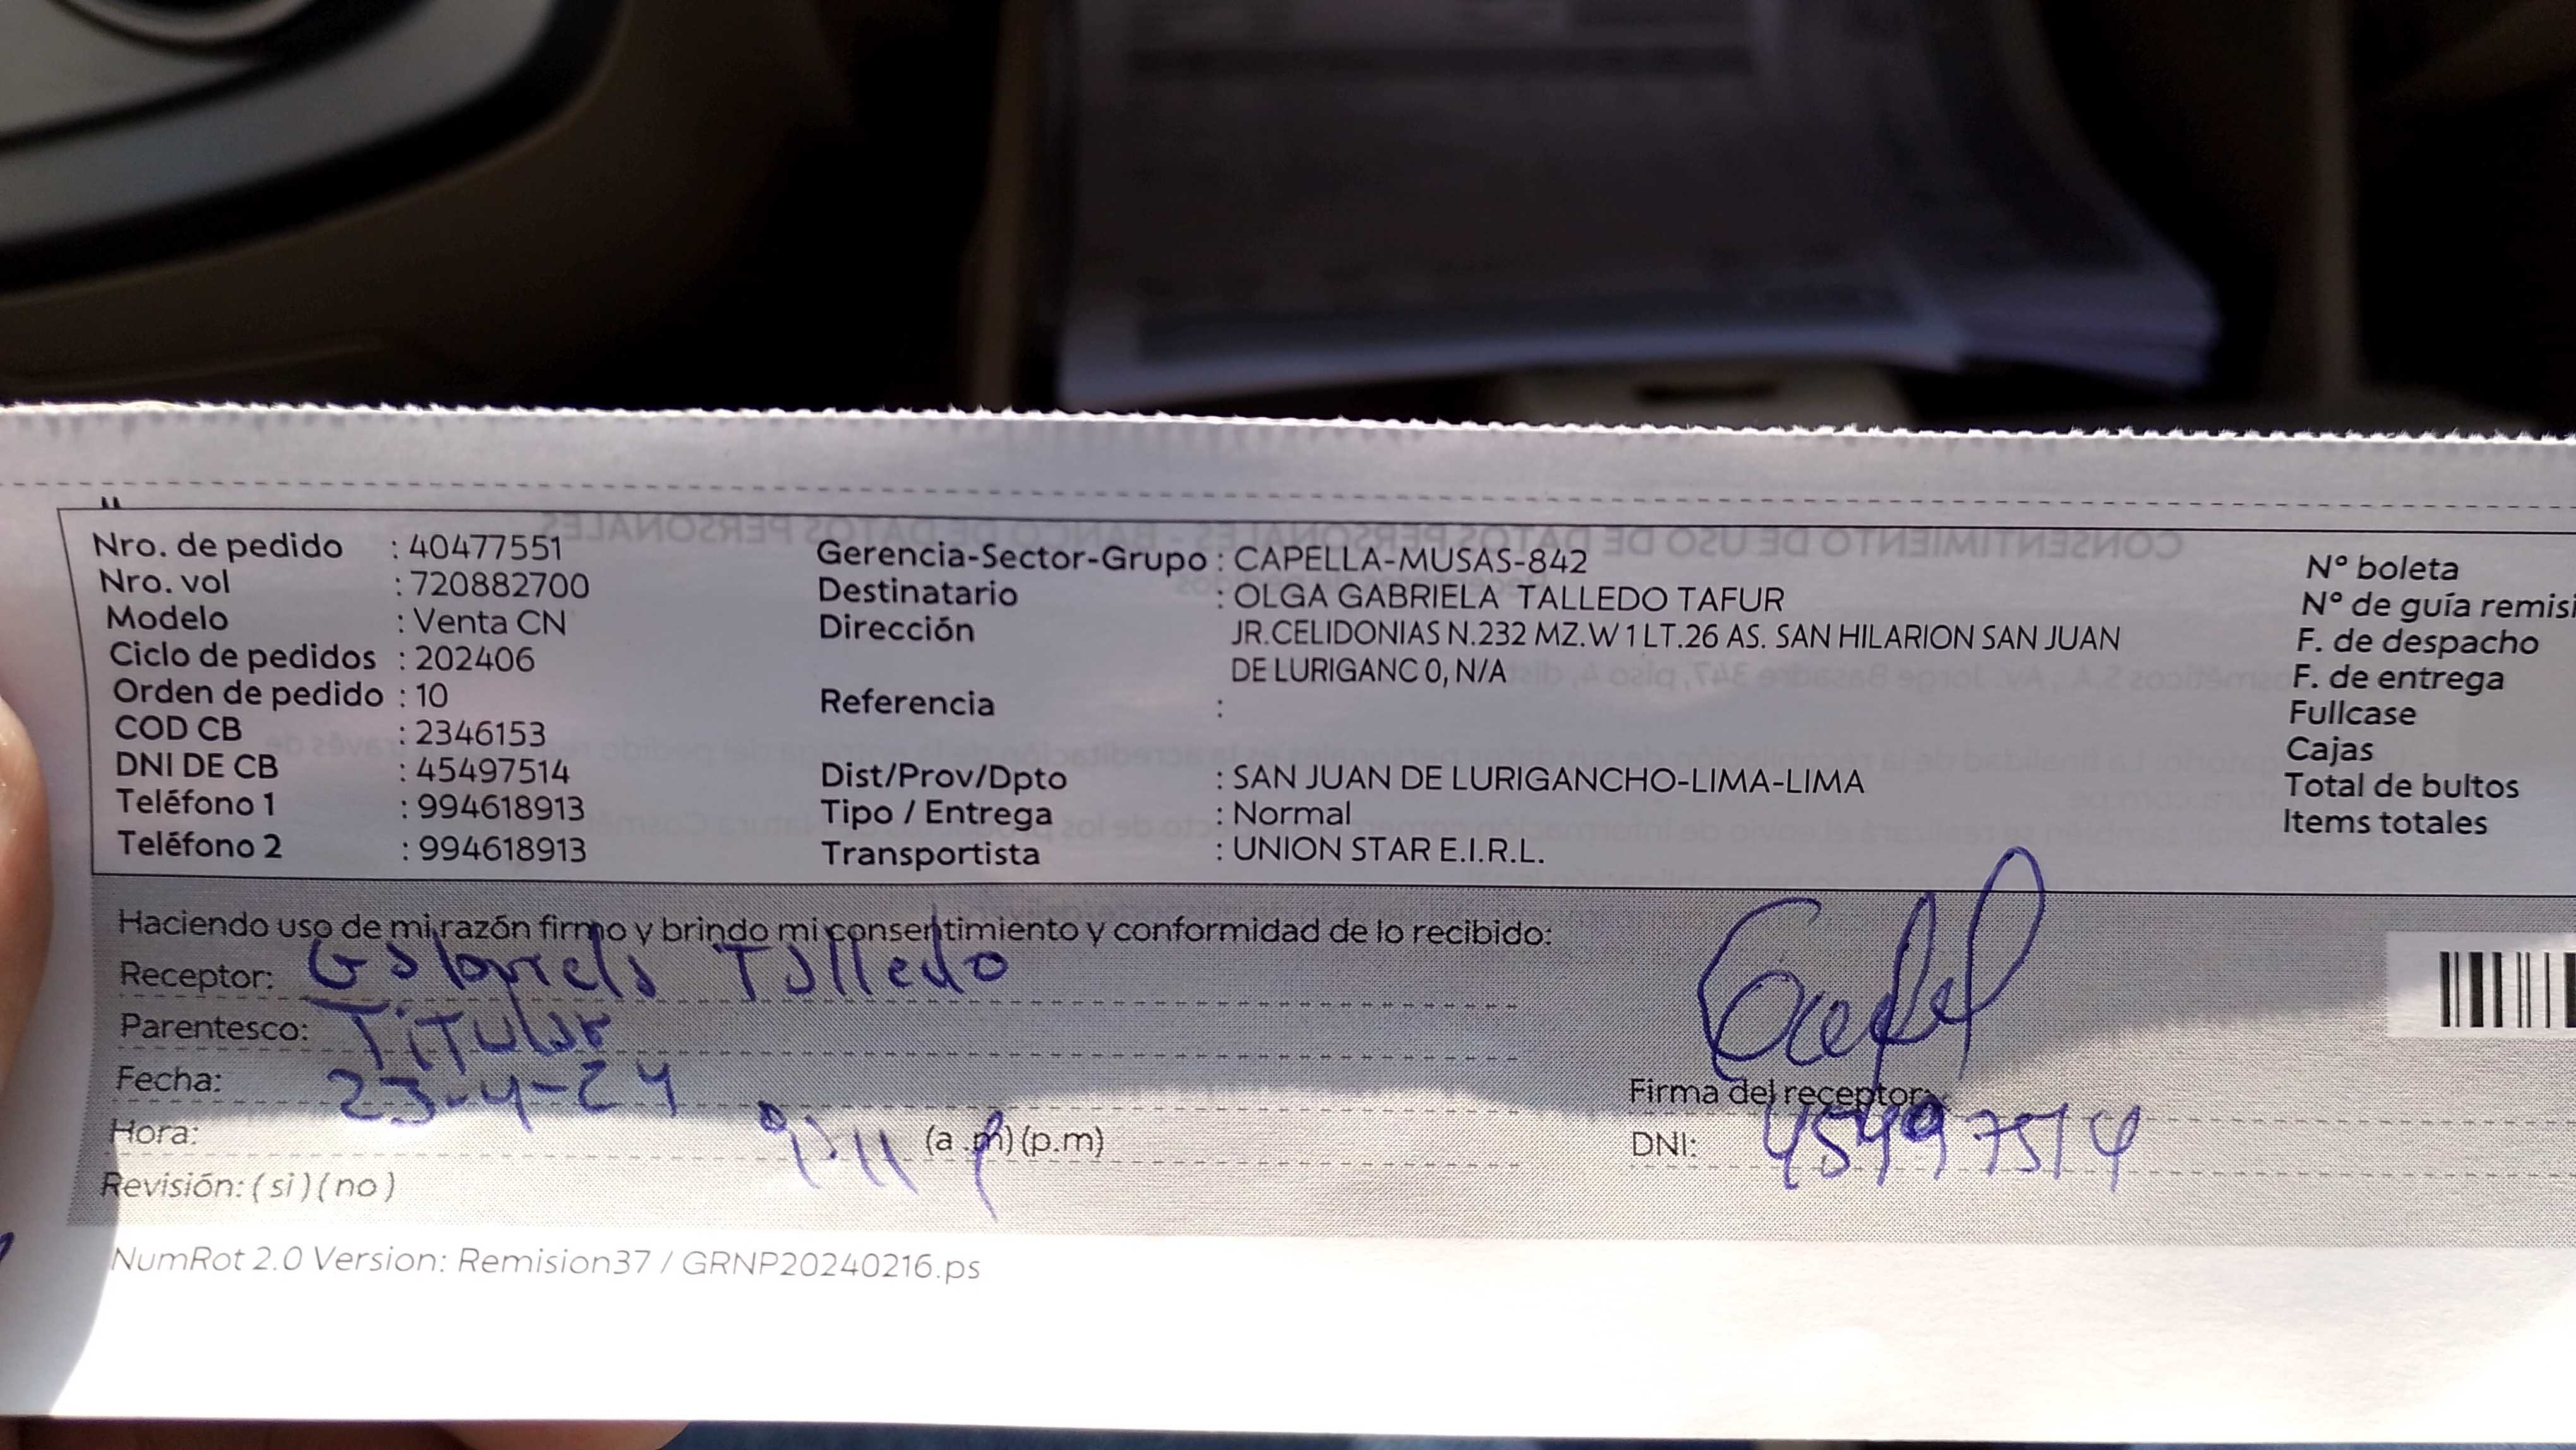 Nro. de pedido : 40477551
Nro. vol : 720882700
Modelo : Venta CN
Ciclo de pedidos : 202406
Orden de pedido : 10
COD CB : 2346153
DNI DE CB : 45497514
Teléfono 1 : 994618913
Teléfono 2 : 994618913
Gerencia-Sector-Grupo : CAPELLA-MUSAS-842
Destinatario : OLGA GABRIELA TALLEDO TAFUR
Dirección JR.CELIDONIAS N.232 MZ.W 1 LT.26 AS. SAN HILARION SAN JUAN
DE LURIGANC 0, N/A
Referencia :
Dist/Prov/Dpto : SAN JUAN DE LURIGANCHO-LIMA-LIMA
Tipo / Entrega : Normal
Transportista : UNION STAR E.I.R.L.
N° boleta
N° de guía remisi
F. de despacho
F. de entrega
Fullcase
Cajas
Total de bultos
Items totales
Haciendo uso de mi razón firmo y brindo mi consentimiento y conformidad de lo recibido:
Receptor: Gabriela Talledo
Parentesco: Titular
Fecha: 23-4-24
Hora: 9:11 (a.m) (p.m)
Revisión: ( si ) ( no )
Firma del receptor:
DNI: 45497514
NumRot 2.0 Version: Remision37 / GRNP20240216.ps